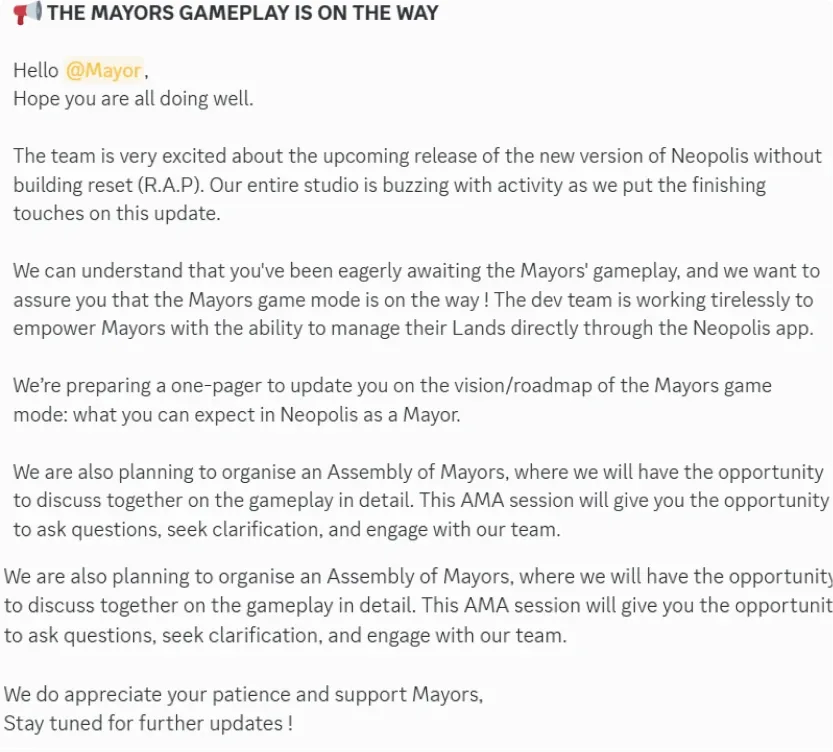 📢 THE MAYORS GAMEPLAY IS ON THE WAY
Hello @Mayor,
Hope you are all doing well.
The team is very excited about the upcoming release of the new version of Neopolis without
building reset (R.A.P). Our entire studio is buzzing with activity as we put the finishing
touches on this update.
We can understand that you've been eagerly awaiting the Mayors' gameplay, and we want to
assure you that the Mayors game mode is on the way ! The dev team is working tirelessly to
empower Mayors with the ability to manage their Lands directly through the Neopolis app.
We’re preparing a one-pager to update you on the vision/roadmap of the Mayors game
mode: what you can expect in Neopolis as a Mayor.
We are also planning to organise an Assembly of Mayors, where we will have the opportunity
to discuss together on the gameplay in detail. This AMA session will give you the opportunity
to ask questions, seek clarification, and engage with our team.
We are also planning to organise an Assembly of Mayors, where we will have the opportunity
to discuss together on the gameplay in detail. This AMA session will give you the opportunit
to ask questions, seek clarification, and engage with our team.
We do appreciate your patience and support Mayors,
Stay tuned for further updates !